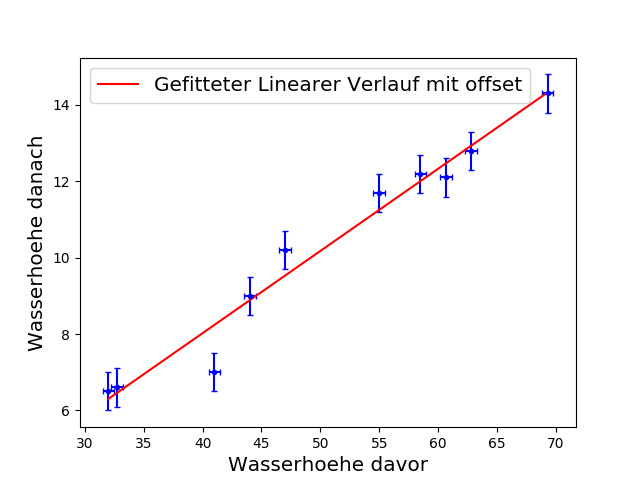 Gefitteter Linearer Verlauf mit offset
Wasserhoehe danach
14
12
10
8
6
30 35 40 45 50 55 60 65 70
Wasserhoehe davor